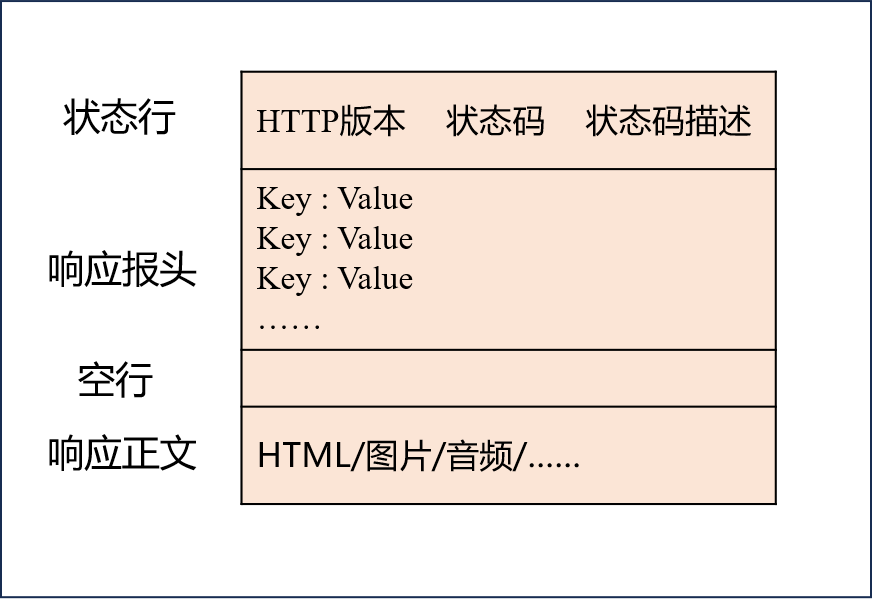 状态行
HTTP版本 状态码 状态码描述
响应报头
Key : Value
Key : Value
Key : Value
……
空行
响应正文
HTML/图片/音频/……